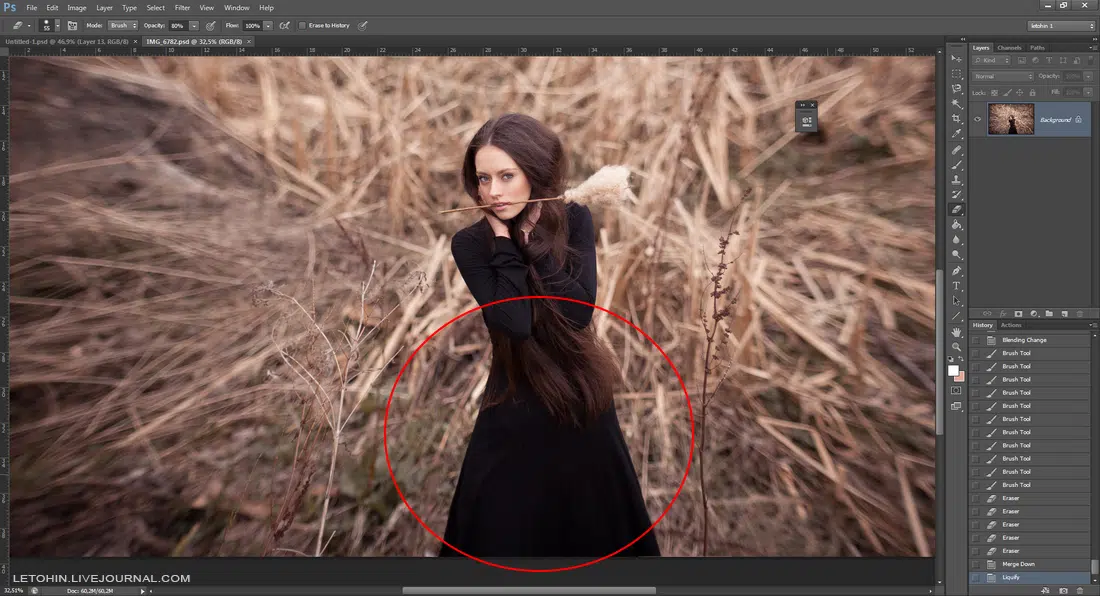 Ps File Edit Image Layer Type Select Filter View Window Help
55 Mode: Brush Opacity: 80% Flow: 100% Erase to History letohin 1
Untitled-1.psd @ 46,9% (Layer 13, RGB/8) × IMG_6782.psd @ 32,5% (RGB/8) ×
Layers Channels Paths
Kind
Normal Opacity:
Lock: Fill:
Background
History Actions
Blending Change
Brush Tool
Brush Tool
Brush Tool
Brush Tool
Brush Tool
Brush Tool
Brush Tool
Brush Tool
Brush Tool
Brush Tool
Brush Tool
Eraser
Eraser
Eraser
Eraser
Eraser
Merge Down
Liquify
LETOHIN.LIVEJOURNAL.COM
32,51% Doc: 60,2M/60,2M